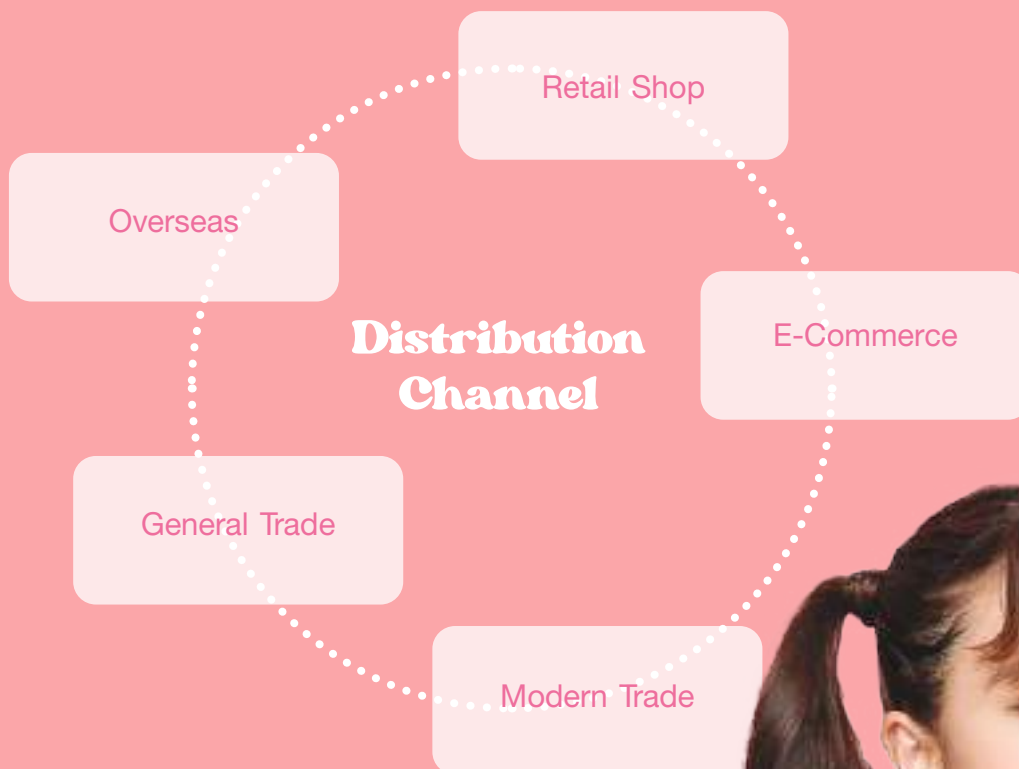 Retail Shop
Overseas
E-Commerce
Distribution
Channel
General Trade
Modern Trade